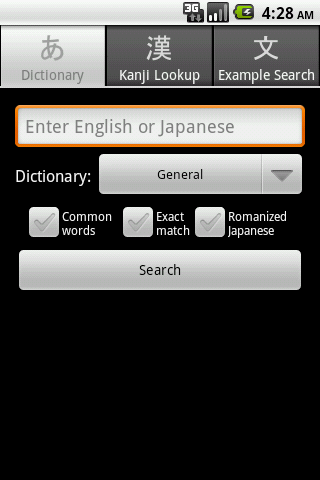 3G 4:28 AM
あ 漢 文
Dictionary Kanji Lookup Example Search
Enter English or Japanese
Dictionary: General
Common words
Exact match
Romanized Japanese
Search